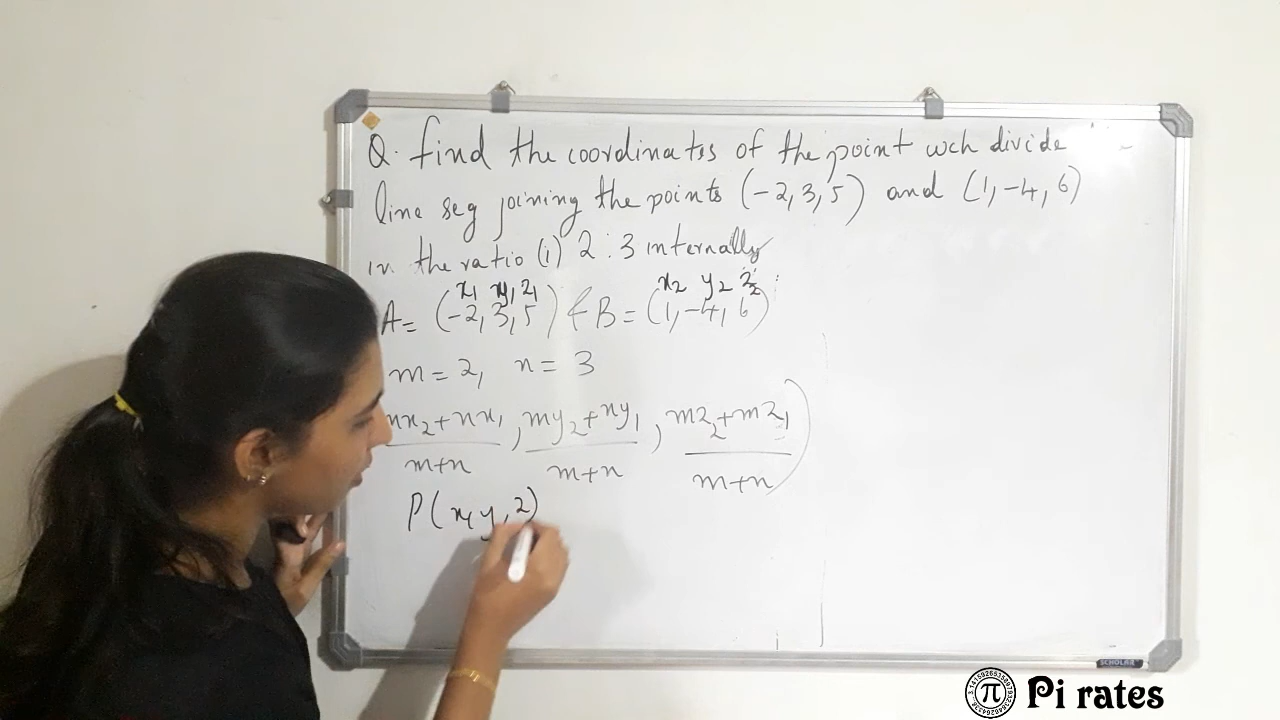 Q. find the coordinates of the point wch divide
line seg joining the points (-2, 3, 5) and (1, -4, 6)
in the ratio (i) 2 : 3 internally
x1 y1 z1 x2 y2 z2
A = (-2, 3, 5) & B = (1, -4, 6)
m = 2, n = 3
mx2 + nx1, my2 + ny1, mz2 + mz1)
m+n m+n m+n
P(x, y, z)
SCHOLAR
π Pi rates